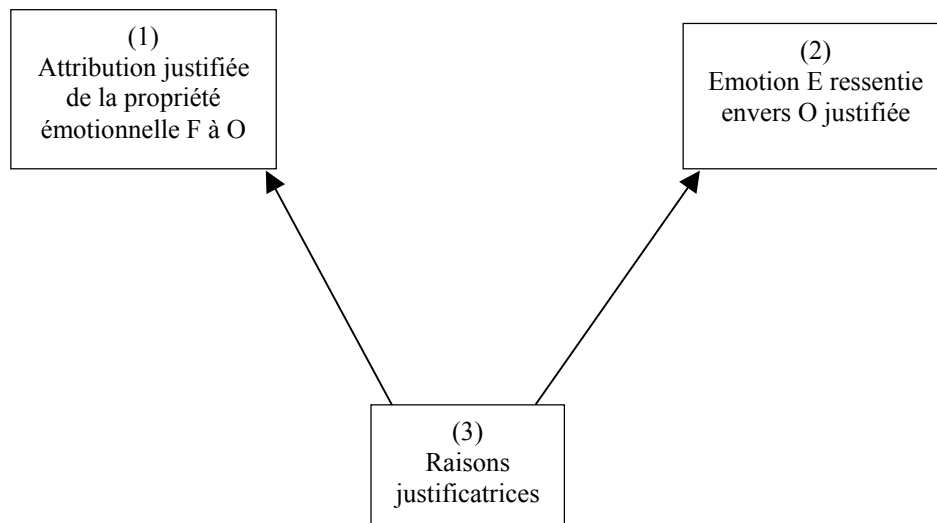 (1)
Attribution justifiée
de la propriété
émotionnelle F à O
(2)
Emotion E ressentie
envers O justifiée
(3)
Raisons
justificatrices